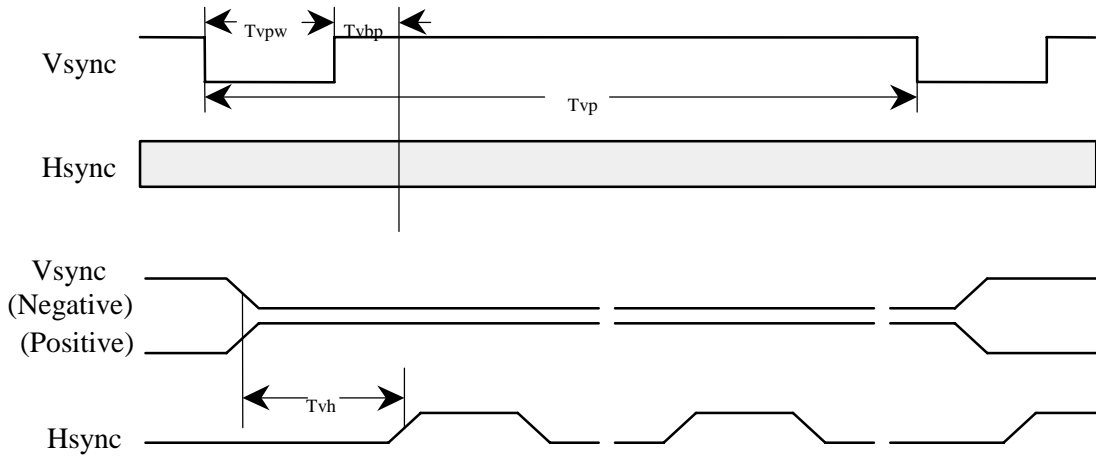 Tvpw
Tvbp
Vsync
Tvp
Hsync
Vsync
(Negative)
(Positive)
Tvh
Hsync